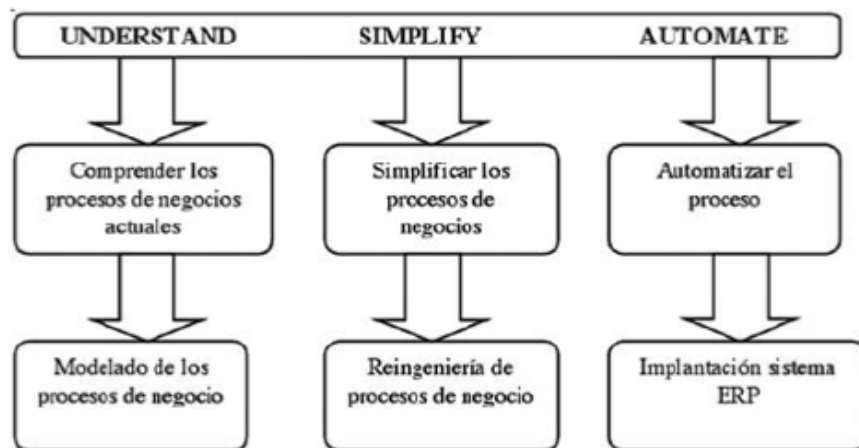 UNDERSTAND SIMPLIFY AUTOMATE
Comprender los
procesos de negocios
actuales
Simplificar los
procesos de
negocios
Automatizar el
proceso
Modelado de los
procesos de negocio
Reingeniería de
procesos de negocio
Implantación sistema
ERP